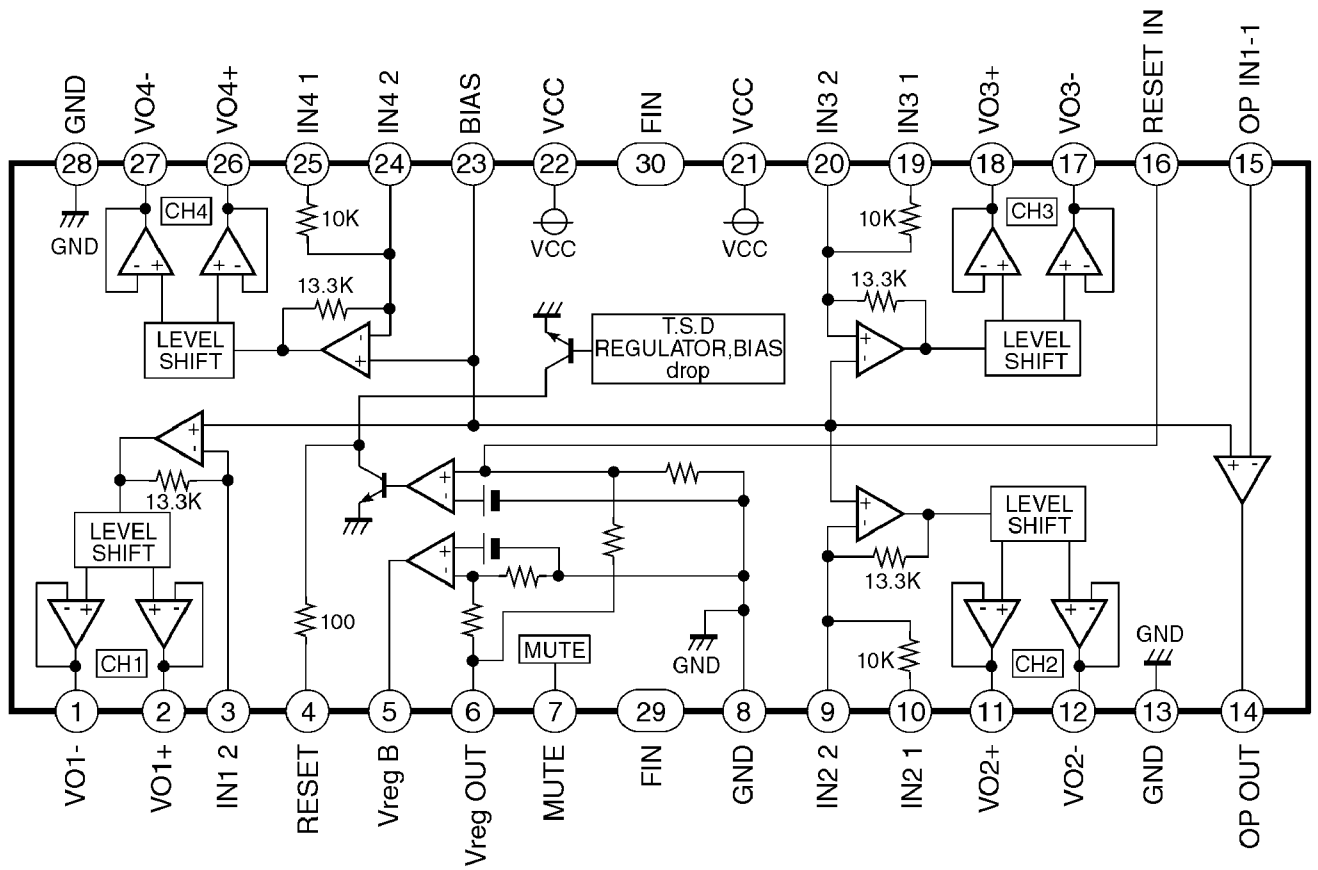 GND
VO4-
VO4+
IN4 1
IN4 2
BIAS
VCC
FIN
VCC
IN3 2
IN3 1
VO3+
VO3-
RESET IN
OP IN1-1
28
27
26
25
24
23
22
30
21
20
19
18
17
16
15
GND
CH4
10K
VCC
VCC
10K
CH3
- +
+ -
+ -
- +
13.3K
13.3K
LEVEL
SHIFT
-
+
T.S.D
REGULATOR,BIAS
drop
+
-
LEVEL
SHIFT
+
-
13.3K
+
-
+ -
LEVEL
SHIFT
+
-
LEVEL
SHIFT
+
-
13.3K
- +
+ -
100
- +
+ -
CH1
MUTE
GND
10K
CH2
GND
1
2
3
4
5
6
7
29
8
9
10
11
12
13
14
VO1-
VO1+
IN1 2
RESET
Vreg B
Vreg OUT
MUTE
FIN
GND
IN2 2
IN2 1
VO2+
VO2-
GND
OP OUT